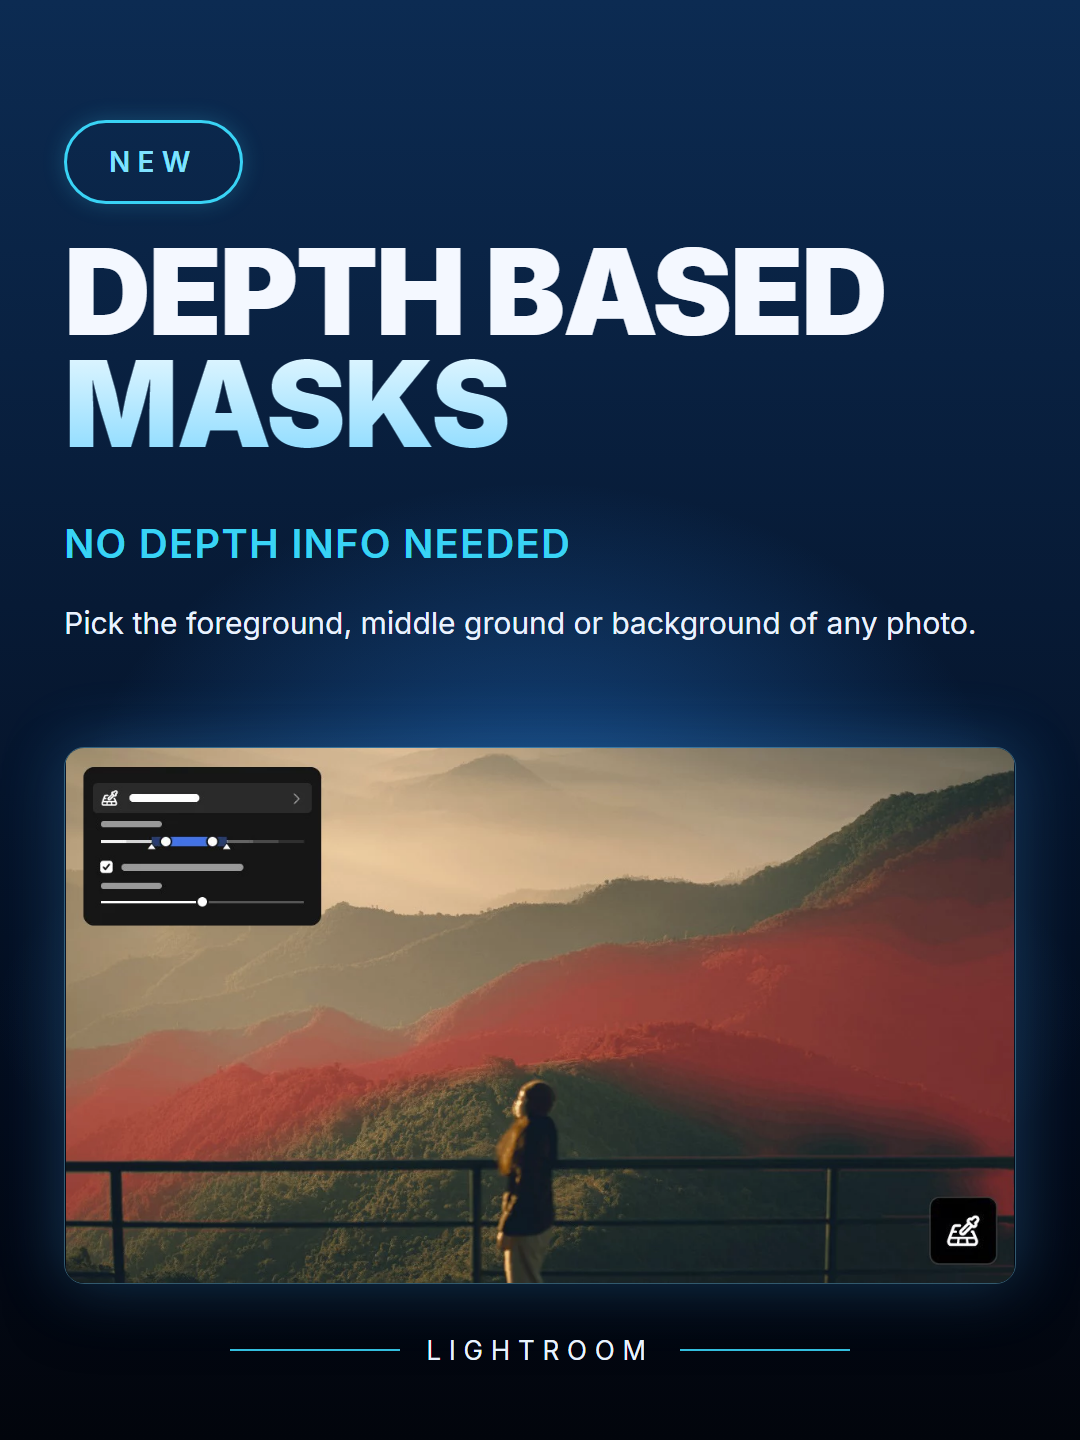 NEW
DEPTH BASED
MASKS
NO DEPTH INFO NEEDED
Pick the foreground, middle ground or background of any photo.
LIGHTROOM